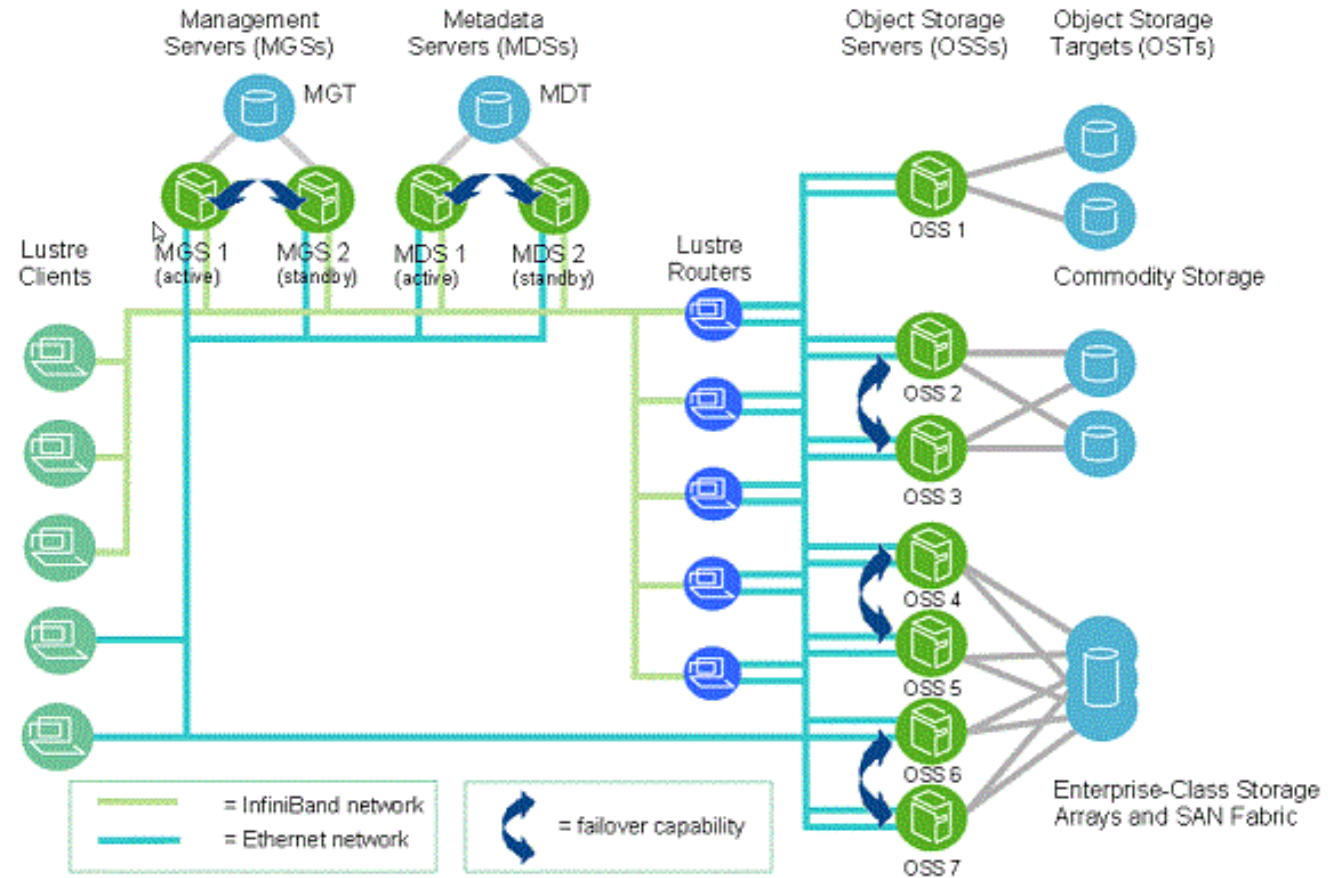 Management
Servers (MGSs)
Metadata
Servers (MDSs)
Object Storage
Servers (OSSs)
Object Storage
Targets (OSTs)
MGT
MDT
MGS 1
(active)
MGS 2
(standby)
MDS 1
(active)
MDS 2
(standby)
Lustre
Clients
Lustre
Routers
OSS 1
Commodity Storage
OSS 2
OSS 3
OSS 4
OSS 5
OSS 6
OSS 7
Enterprise-Class Storage
Arrays and SAN Fabric
= InfiniBand network
= Ethernet network
= failover capability